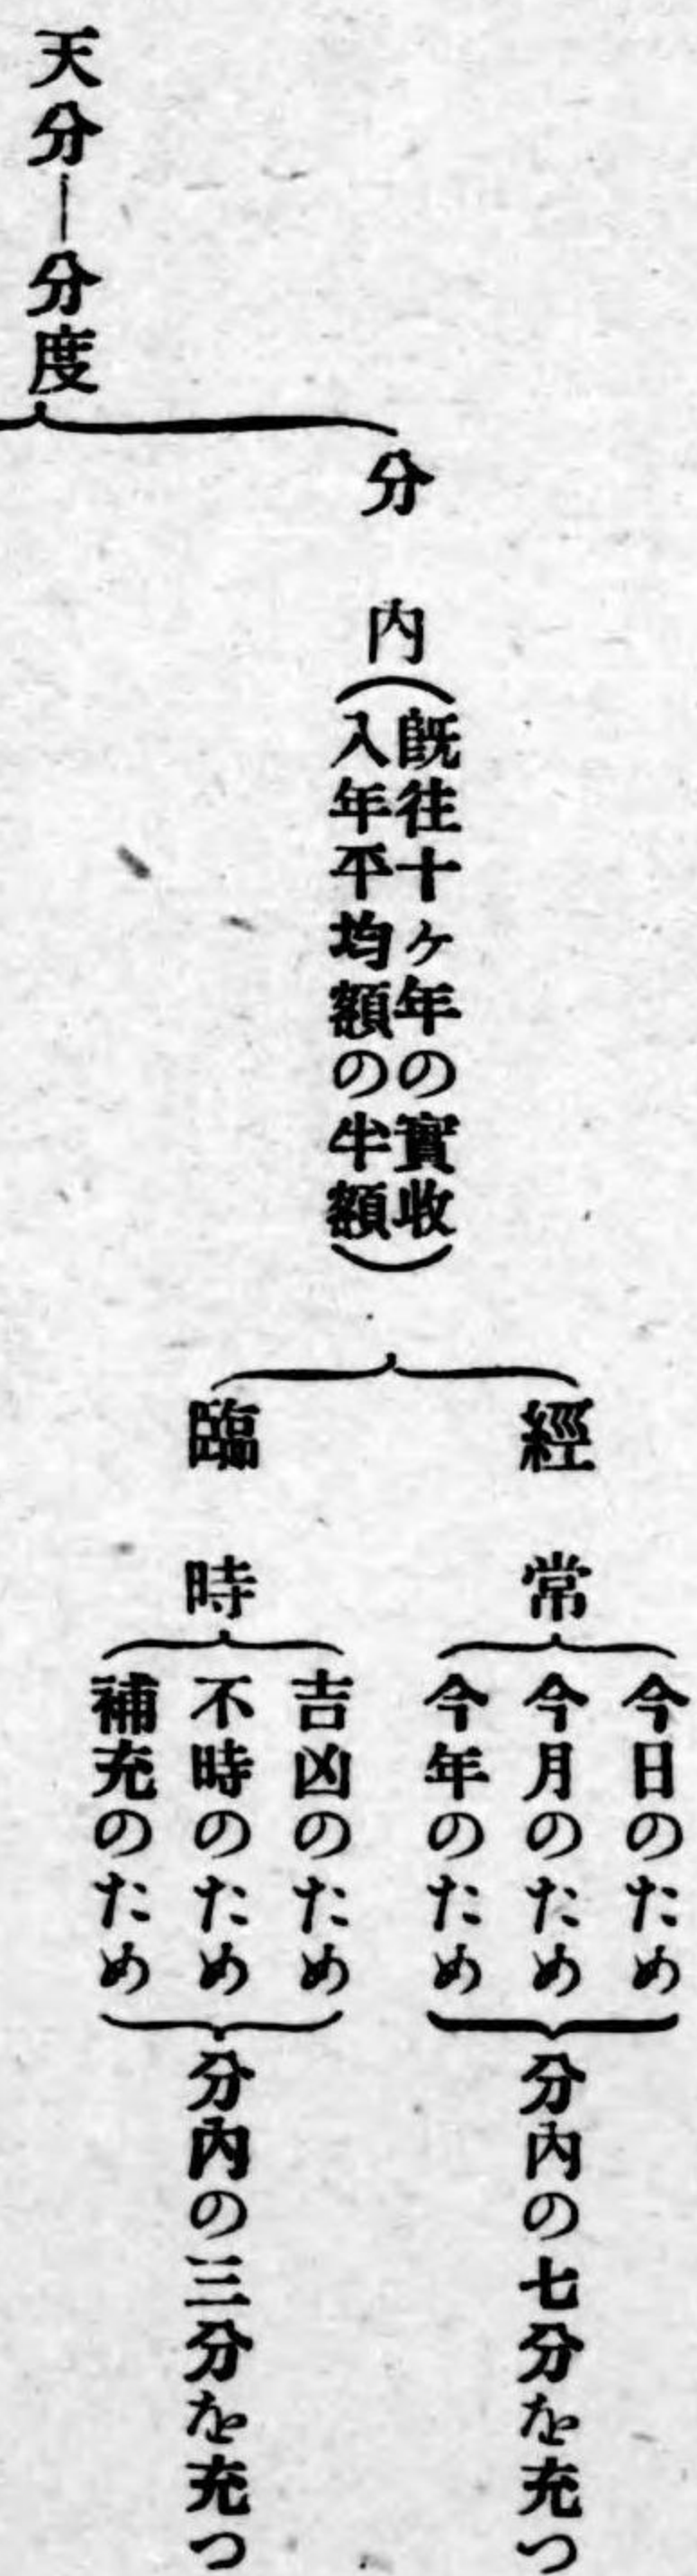 天分―分度
分内
(既往十ヶ年の實收
入年平均額の半額)
經常
今日のため
今月のため
今年のため
分内の七分を充つ
臨時
吉凶のため
不時のため
補充のため
分内の三分を充つ